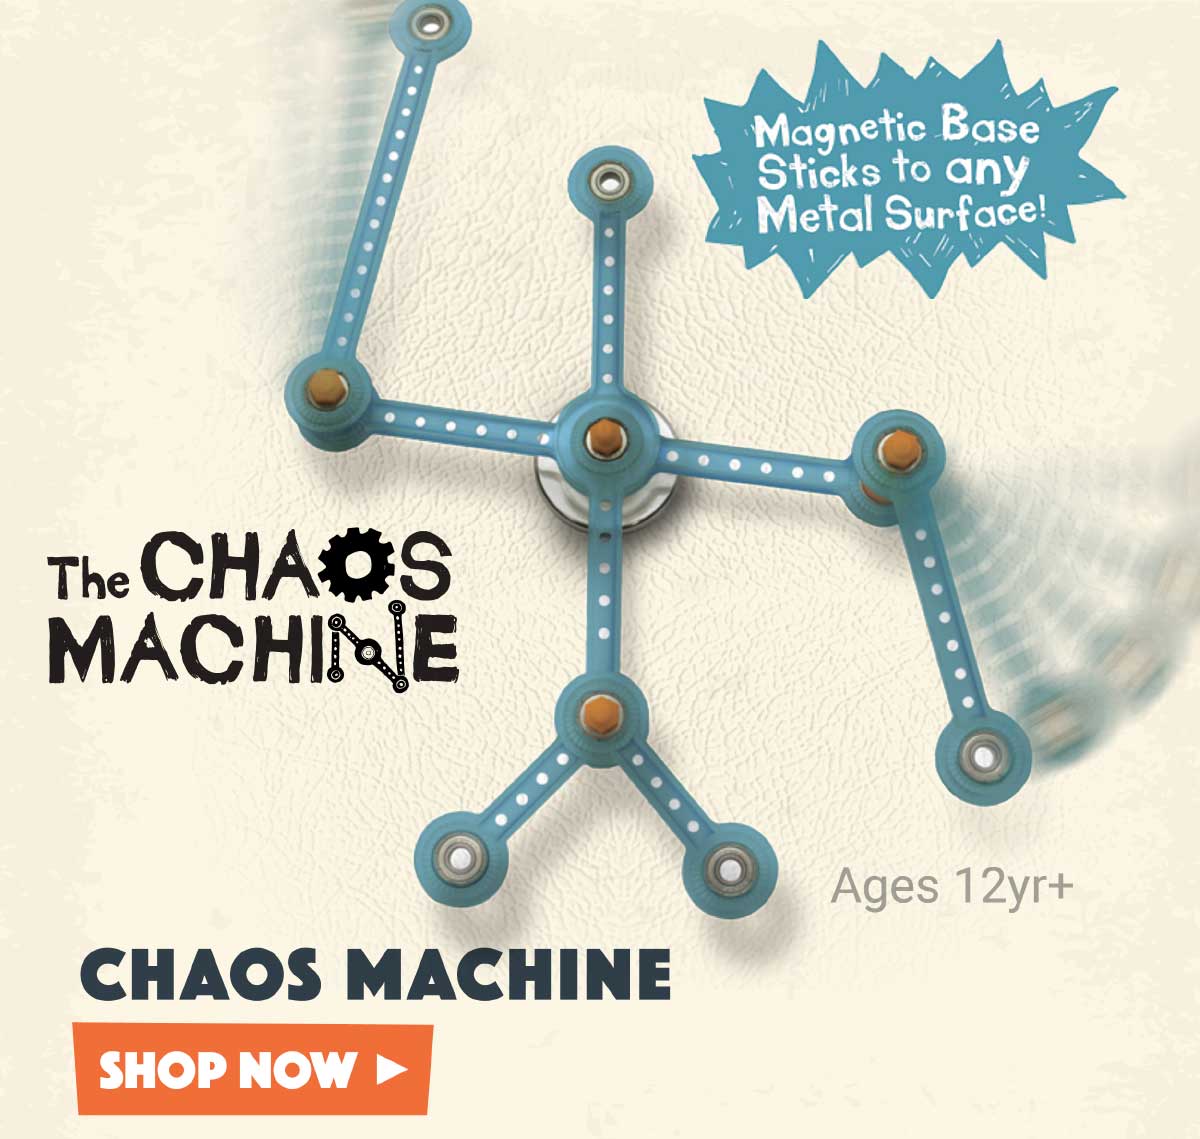 Magnetic Base
Sticks to any
Metal Surface!
The CHAOS
MACHINE
Ages 12yr+
CHAOS MACHINE
SHOP NOW